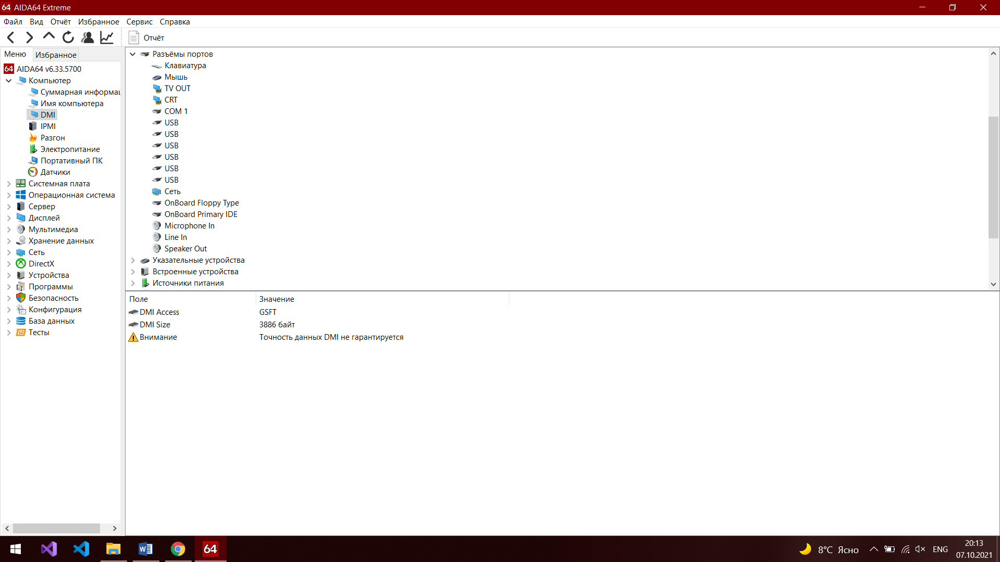 64 AIDA64 Extreme
Файл Вид Отчёт Избранное Сервис Справка
Отчёт
Меню Избранное
64 AIDA64 v6.33.5700
Компьютер
Суммарная информац
Имя компьютера
DMI
IPMI
Разгон
Электропитание
Портативный ПК
Датчики
Системная плата
Операционная система
Сервер
Дисплей
Мультимедиа
Хранение данных
Сеть
DirectX
Устройства
Программы
Безопасность
Конфигурация
База данных
Тесты
Разъёмы портов
Клавиатура
Мышь
TV OUT
CRT
COM 1
USB
USB
USB
USB
USB
USB
Сеть
OnBoard Floppy Type
OnBoard Primary IDE
Microphone In
Line In
Speaker Out
Указательные устройства
Встроенные устройства
Источники питания
Поле Значение
DMI Access GSFT
DMI Size 3886 байт
Внимание Точность данных DMI не гарантируется
64
8°C Ясно
ENG
20:13
07.10.2021